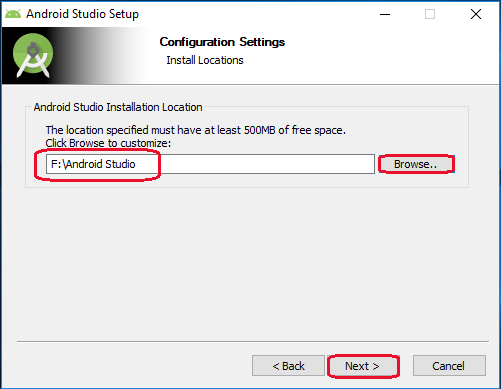 Android Studio Setup
Configuration Settings
Install Locations
Android Studio Installation Location
The location specified must have at least 500MB of free space.
Click Browse to customize:
F:\Android Studio
Browse..
< Back
Next >
Cancel